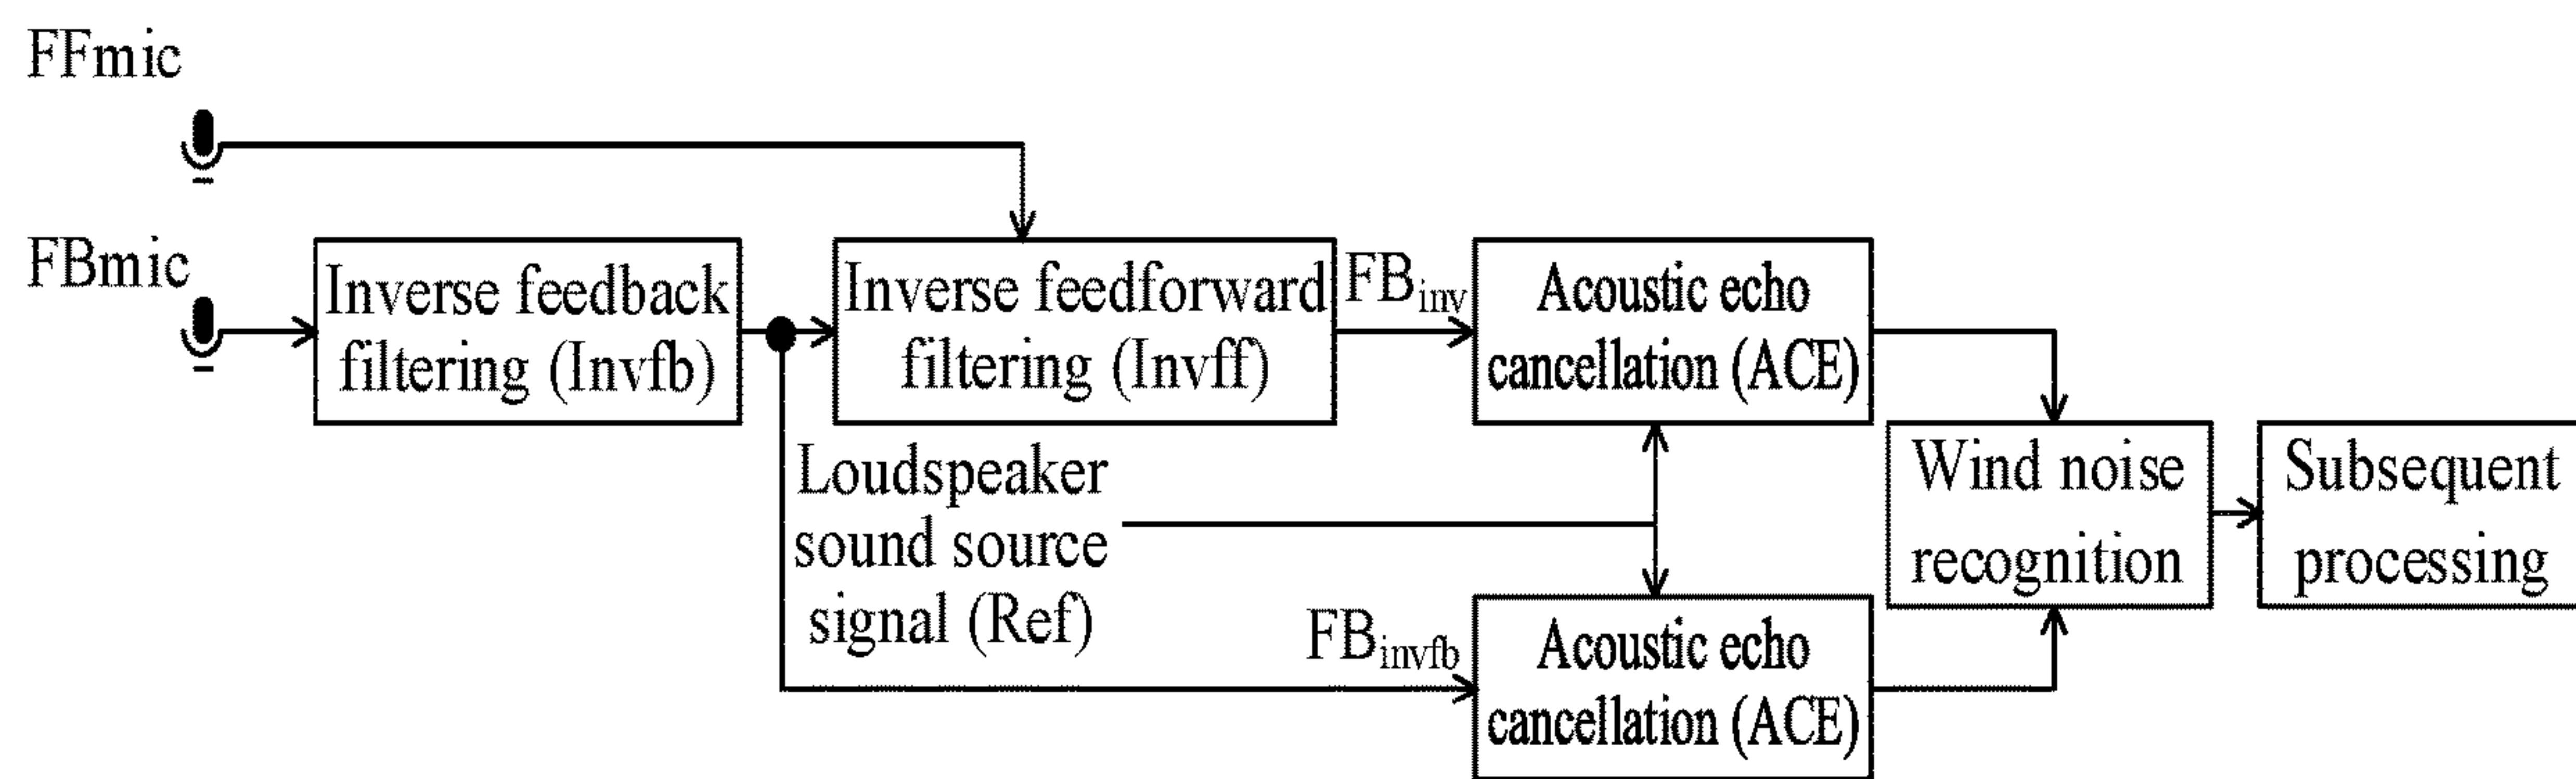 FFmic
FBmic
Inverse feedback
filtering (Invfb)
Inverse feedforward
filtering (Invff)
FBinv
Acoustic echo
cancellation (ACE)
Loudspeaker
sound source
signal (Ref)
FBinvfb
Acoustic echo
cancellation (ACE)
Wind noise
recognition
Subsequent
processing